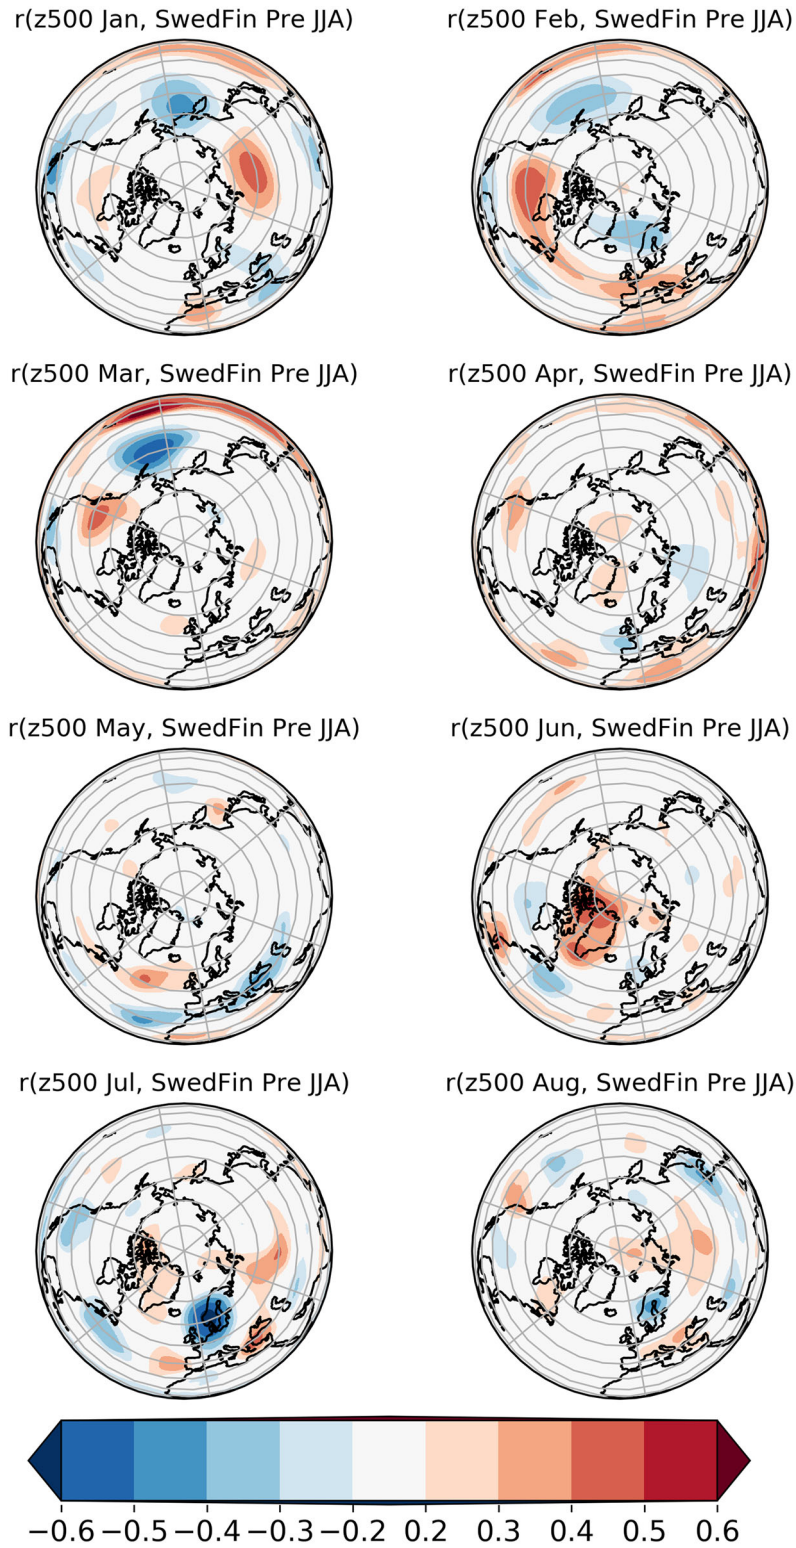 r(z500 Jan, SwedFin Pre JJA)
r(z500 Feb, SwedFin Pre JJA)
r(z500 Mar, SwedFin Pre JJA)
r(z500 Apr, SwedFin Pre JJA)
r(z500 May, SwedFin Pre JJA)
r(z500 Jun, SwedFin Pre JJA)
r(z500 Jul, SwedFin Pre JJA)
r(z500 Aug, SwedFin Pre JJA)
−0.6 −0.5 −0.4 −0.3 −0.2 0.2 0.3 0.4 0.5 0.6